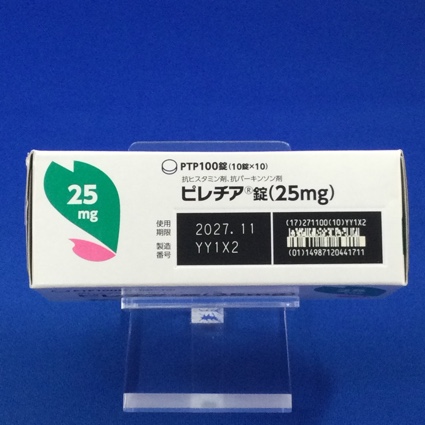 PTP100錠(10錠×10)
抗ヒスタミン剤、抗パーキンソン剤
ピレチア®錠(25mg)
25
mg
使用
期限
2027.11
製造
番号
YY1X2
(17)271100(10)YY1X2
(01)14987120441711